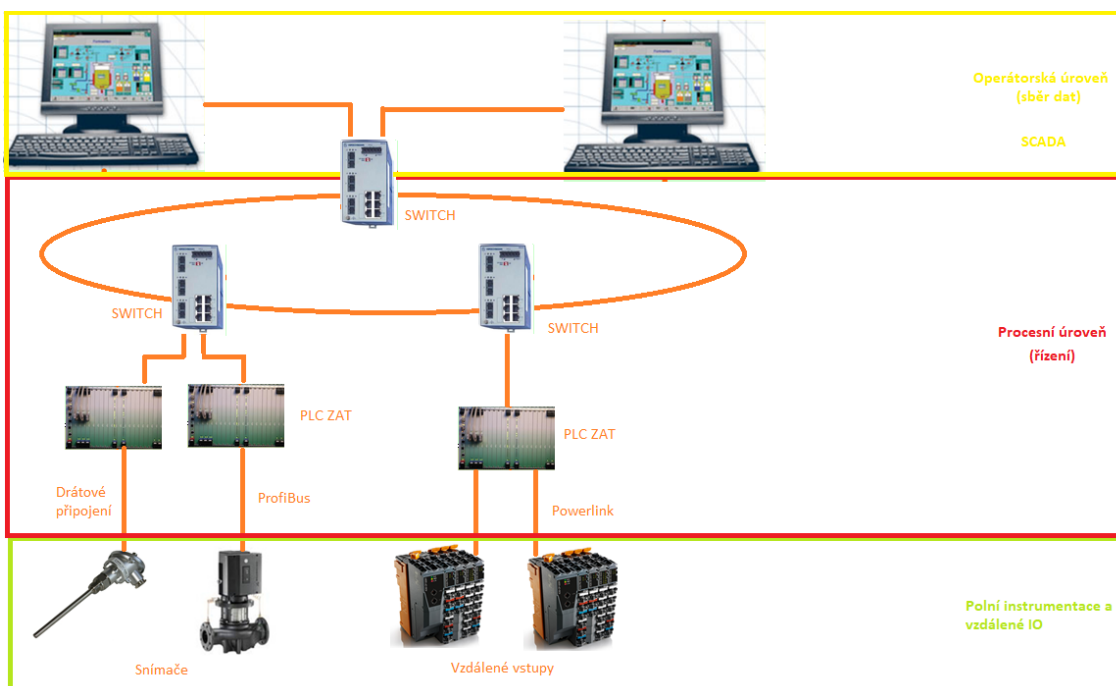 Operátorská úroveň
(sběr dat)
SCADA
SWITCH
SWITCH
SWITCH
Procesní úroveň
(řízení)
PLC ZAT
PLC ZAT
Drátové
připojení
ProfiBus
Powerlink
Polní instrumentace a
vzdálené IO
Snímače
Vzdálené vstupy